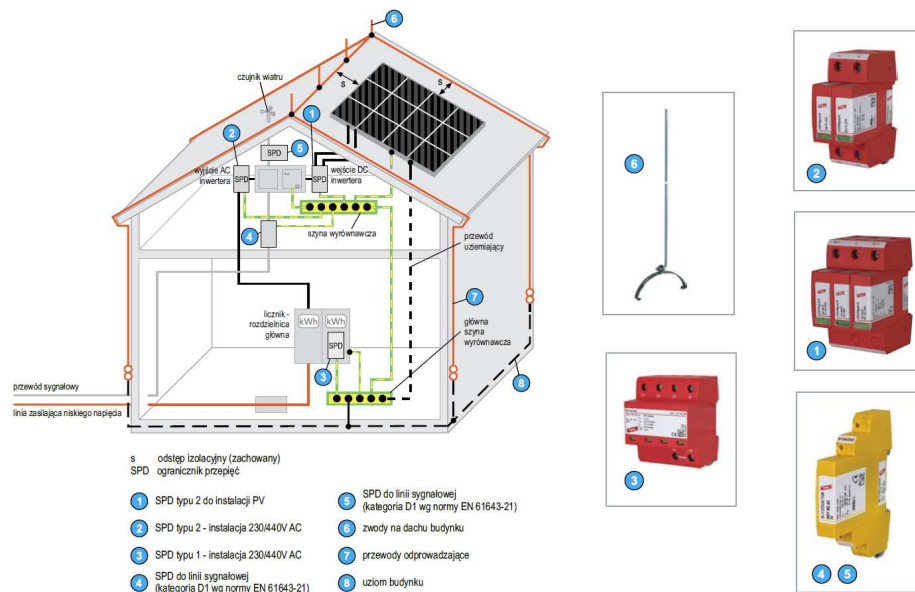 6
czujnik wiatru
s
s
1
2
SPD
5
wyjście AC
inwertera
SPD
SPD
wejście DC
inwertera
4
szyna wyrównawcza
przewód
uziemiający
7
licznik -
rozdzielnica
główna
kWh
kWh
SPD
3
główna
szyna
wyrównawcza
8
przewód sygnałowy
linia zasilająca niskiego napięcia
s odstęp izolacyjny (zachowany)
SPD ogranicznik przepięć
1 SPD typu 2 do instalacji PV
2 SPD typu 2 - instalacja 230/440V AC
3 SPD typu 1 - instalacja 230/440V AC
4 SPD do linii sygnałowej
(kategoria D1 wg normy EN 61643-21)
5 SPD do linii sygnałowej
(kategoria D1 wg normy EN 61643-21)
6 zwody na dachu budynku
7 przewody odprowadzające
8 uziom budynku
6
3
2
1
4 5